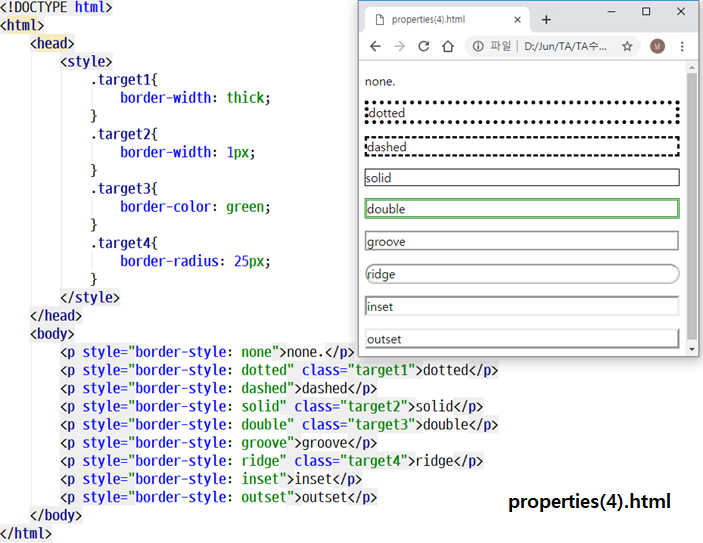 <!DOCTYPE html>
<html>
<head>
<style>
.target1{
border-width: thick;
}
.target2{
border-width: 1px;
}
.target3{
border-color: green;
}
.target4{
border-radius: 25px;
}
</style>
</head>
<body>
<p style="border-style: none">none.</p>
<p style="border-style: dotted" class="target1">dotted</p>
<p style="border-style: dashed">dashed</p>
<p style="border-style: solid" class="target2">solid</p>
<p style="border-style: double" class="target3">double</p>
<p style="border-style: groove">groove</p>
<p style="border-style: ridge" class="target4">ridge</p>
<p style="border-style: inset">inset</p>
<p style="border-style: outset">outset</p>
</body>
</html>
properties(4).html
파일 | D:/Jun/TA/TA수...
none.
dotted
dashed
solid
double
groove
ridge
inset
outset
properties(4).html